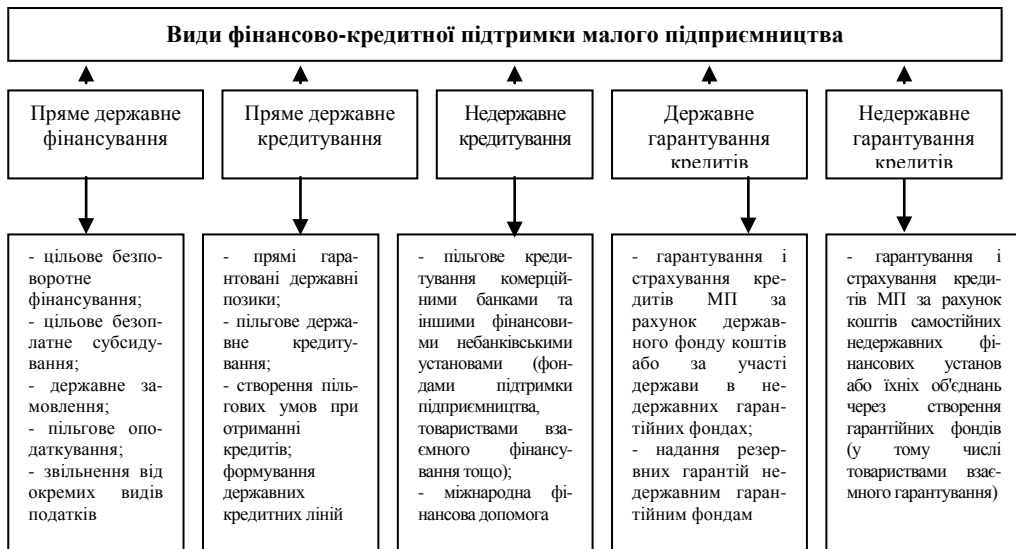 Види фінансово-кредитної підтримки малого підприємництва
Пряме державне
фінансування
Пряме державне
кредитування
Недержавне
кредитування
Державне
гарантування
кредитів
Недержавне
гарантування
кредитів
- цільове безпо-
воротне
фінансування;
- цільове безоп-
латне субсиду-
вання;
- державне за-
мовлення;
- пільгове опо-
даткування;
- звільнення від
окремих видів
податків
- прямі гара-
нтовані державні
позики;
- пільгове держа-
вне кредиту-
вання;
- створення піль-
гових умов при
отриманні
кредитів;
формування
державних
кредитних ліній
- пільгове креди-
тування комерцій-
ними банками та
іншими фінансови-
ми небанківськими
установами (фон-
дами підтримки
підприємництва,
товариствами вза-
ємного фінансу-
вання тощо);
- міжнародна фі-
нансова допомога
- гарантування і
страхування кре-
дитів МП за
рахунок держав-
ного фонду коштів
або за участі
держави в не-
державних гаран-
тійних фондах;
- надання резер-
вних гарантій не-
державним гаран-
тійним фондам
- гарантування і
страхування креди-
тів МП за рахунок
коштів самостійних
недержавних фі-
нансових установ
або їхніх об'єднань
через створення
гарантійних фондів
(у тому числі
товариствами взає-
много гарантування)